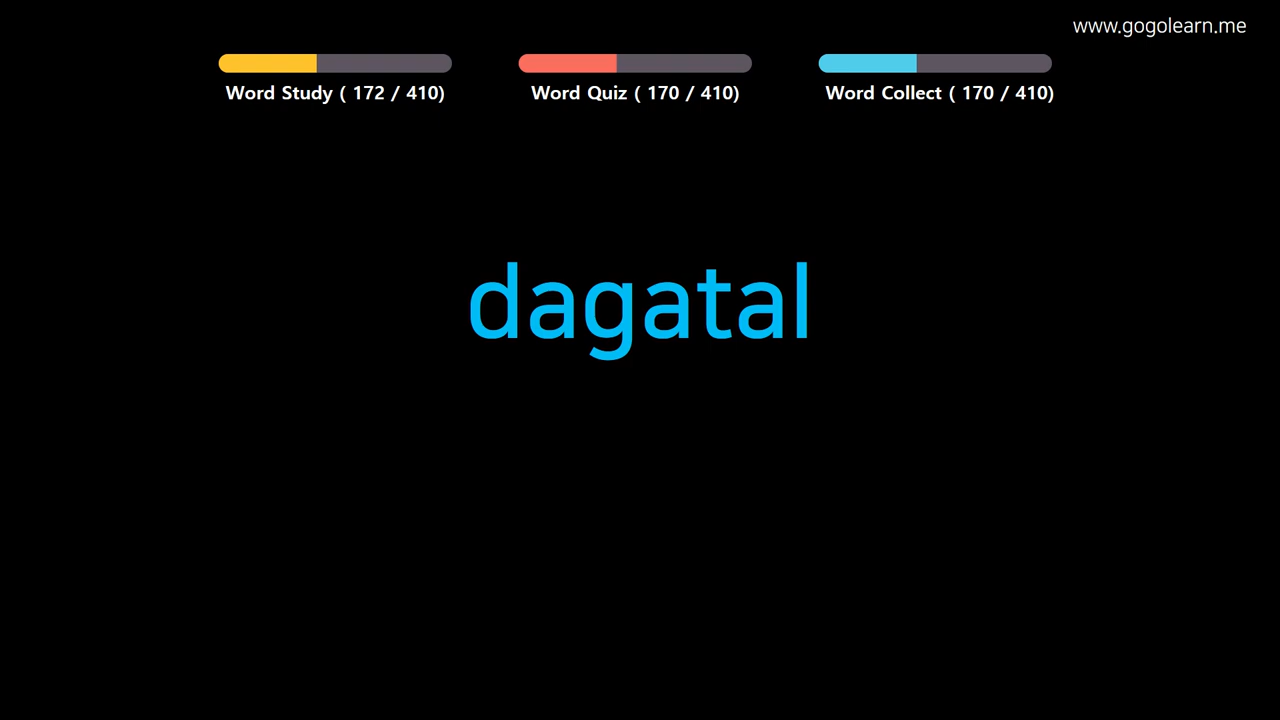 www.gogolearn.me
Word Study ( 172 / 410)
Word Quiz ( 170 / 410)
Word Collect ( 170 / 410)
dagatal